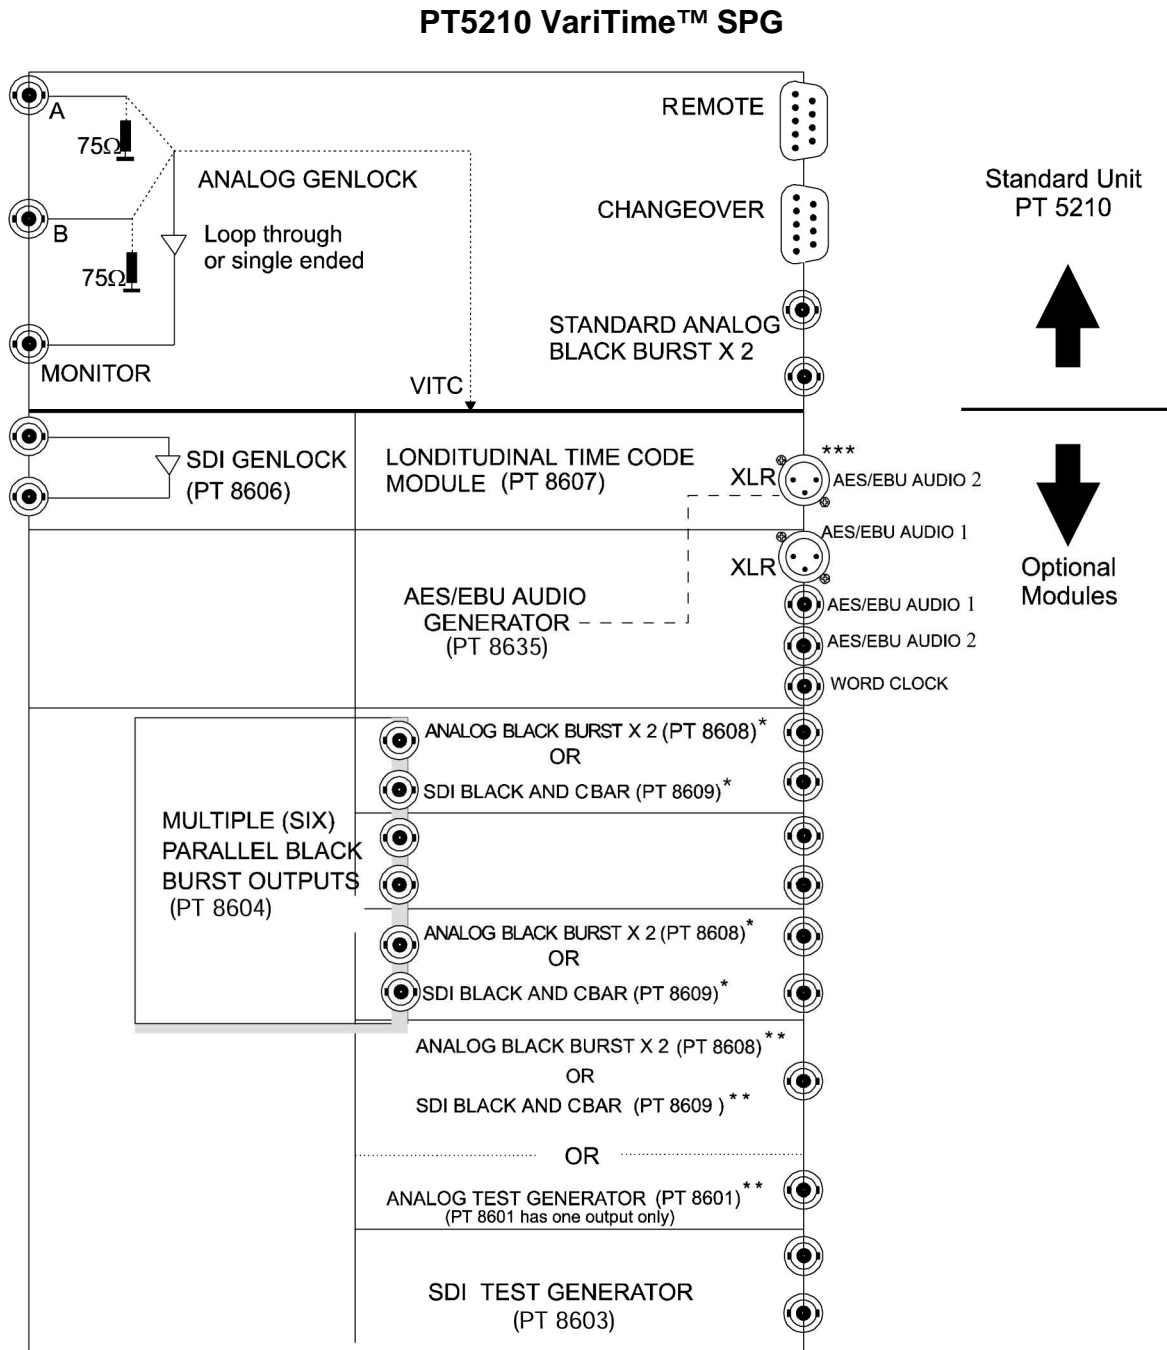 PT5210 VariTime™ SPG
A
75Ω
ANALOG GENLOCK
B
Loop through
or single ended
75Ω
MONITOR
VITC
REMOTE
CHANGEOVER
STANDARD ANALOG
BLACK BURST X 2
Standard Unit
PT 5210
SDI GENLOCK
(PT 8606)
LONDITUDINAL TIME CODE
MODULE (PT 8607)
XLR
***
AES/EBU AUDIO 2
AES/EBU AUDIO 1
XLR
AES/EBU AUDIO
GENERATOR
(PT 8635)
AES/EBU AUDIO 1
AES/EBU AUDIO 2
WORD CLOCK
Optional
Modules
MULTIPLE (SIX)
PARALLEL BLACK
BURST OUTPUTS
(PT 8604)
ANALOG BLACK BURST X 2 (PT 8608)*
OR
SDI BLACK AND CBAR (PT 8609)*
ANALOG BLACK BURST X 2 (PT 8608)*
OR
SDI BLACK AND CBAR (PT 8609)*
ANALOG BLACK BURST X 2 (PT 8608)**
OR
SDI BLACK AND CBAR (PT 8609 )**
OR
ANALOG TEST GENERATOR (PT 8601)**
(PT 8601 has one output only)
SDI TEST GENERATOR
(PT 8603)